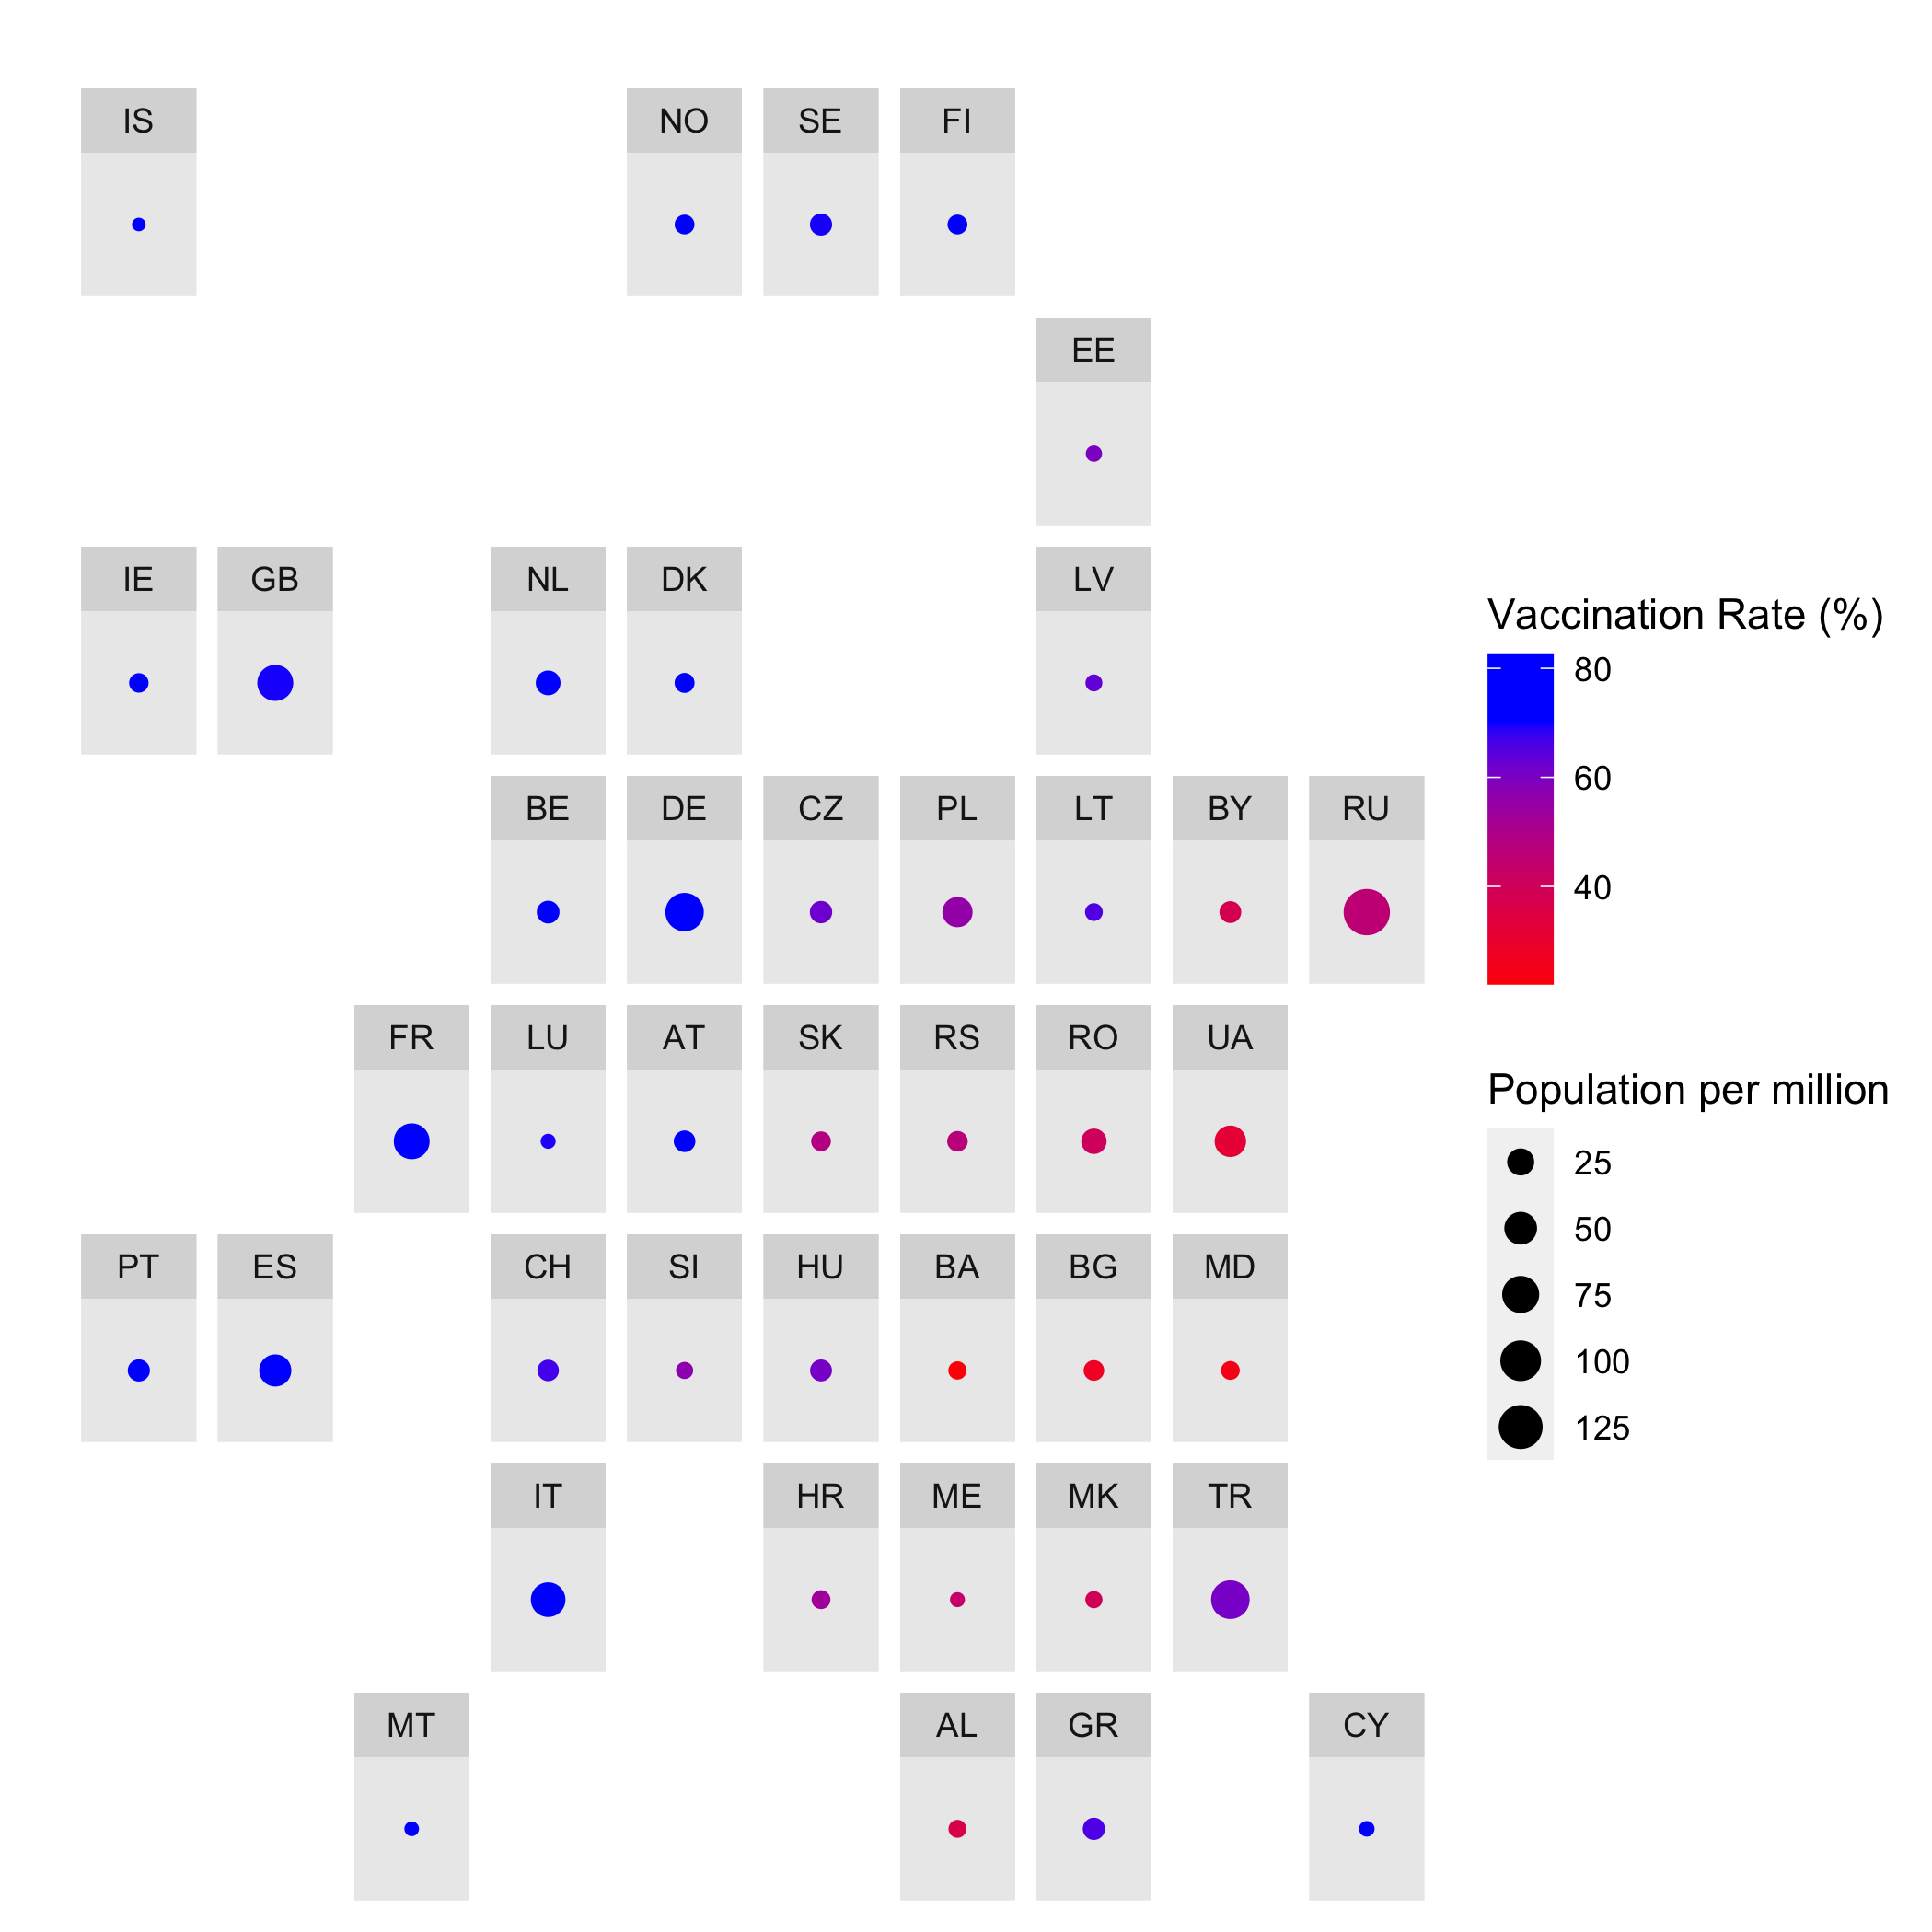 IS NO SE FI
EE
IE GB NL DK LV
BE DE CZ PL LT BY RU
FR LU AT SK RS RO UA
PT ES CH SI HU BA BG MD
IT HR ME MK TR
MT AL GR CY
Vaccination Rate (%)
80
60
40
Population per million
25
50
75
100
125